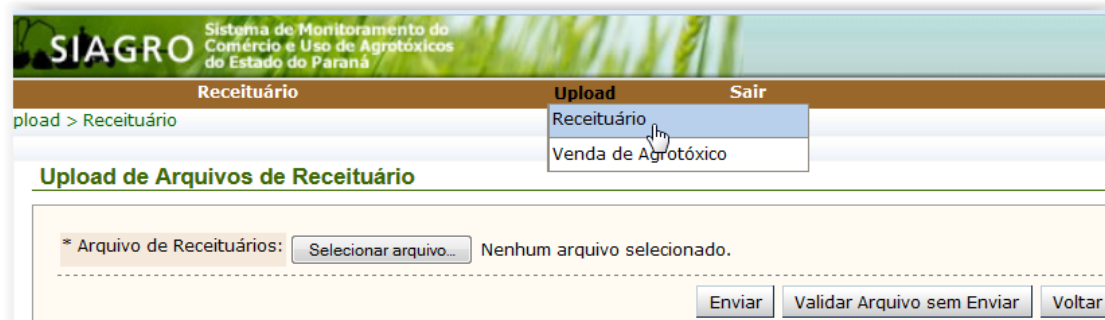 SIAGRO
Sistema de Monitoramento do
Comércio e Uso de Agrotóxicos
do Estado do Paraná
Receituário Upload Sair
pload > Receituário
Receituário
Venda de Agrotóxico
Upload de Arquivos de Receituário
* Arquivo de Receituários: Selecionar arquivo... Nenhum arquivo selecionado.
Enviar Validar Arquivo sem Enviar Voltar